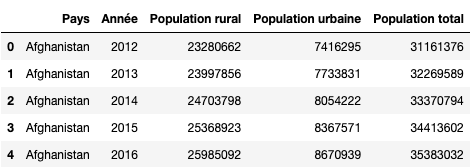 Pays Année Population rural Population urbaine Population total
0 Afghanistan 2012 23280662 7416295 31161376
1 Afghanistan 2013 23997856 7733831 32269589
2 Afghanistan 2014 24703798 8054222 33370794
3 Afghanistan 2015 25368923 8367571 34413602
4 Afghanistan 2016 25985092 8670939 35383032